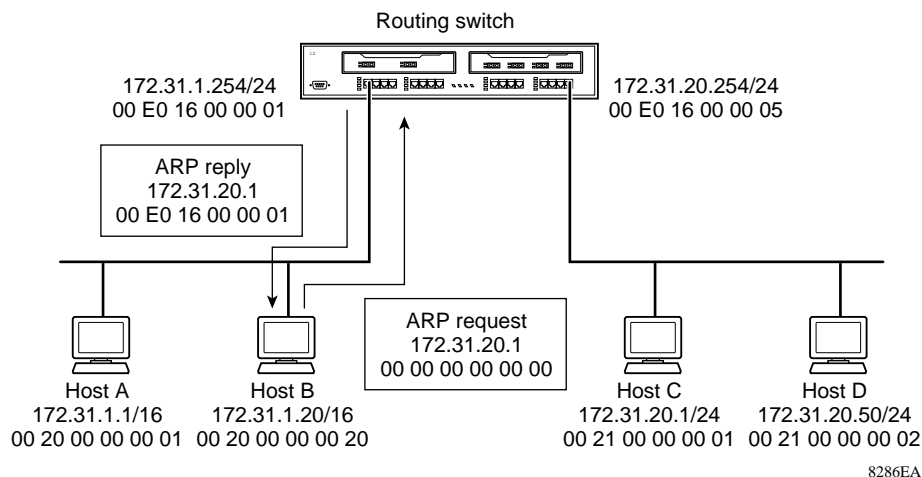 Routing switch
172.31.1.254/24
00 E0 16 00 00 01
172.31.20.254/24
00 E0 16 00 00 05
ARP reply
172.31.20.1
00 E0 16 00 00 01
ARP request
172.31.20.1
00 00 00 00 00 00
Host A
172.31.1.1/16
00 20 00 00 00 01
Host B
172.31.1.20/16
00 20 00 00 00 20
Host C
172.31.20.1/24
00 21 00 00 00 01
Host D
172.31.20.50/24
00 21 00 00 00 02
8286EA